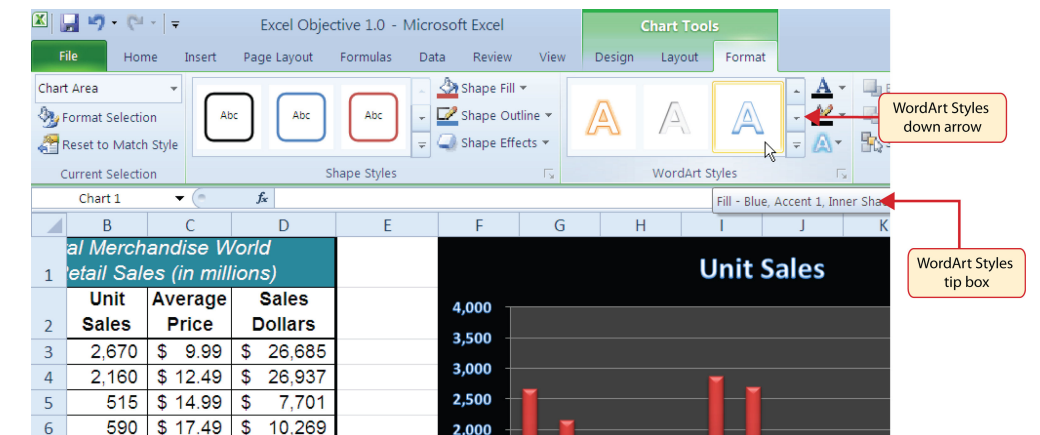 Excel Objective 1.0 - Microsoft Excel
Chart Tools
File Home Insert Page Layout Formulas Data Review View Design Layout Format
Chart Area
Format Selection
Reset to Match Style
Current Selection
Abc Abc Abc
Shape Fill
Shape Outline
Shape Effects
Shape Styles
A A A
A
A
WordArt Styles
WordArt Styles
down arrow
Chart 1
fx
Fill - Blue, Accent 1, Inner
WordArt Styles
tip box
B C D E F G H I J K
1
Merchandise World
Sales (in millions)
2
Unit Average Sales
Sales Price Dollars
3 2,670 $ 9.99 $ 26,685
4 2,160 $ 12.49 $ 26,937
5 515 $ 14.99 $ 7,701
6 590 $ 17.49 $ 10,269
Unit Sales
4,000
3,500
3,000
2,500
2,000